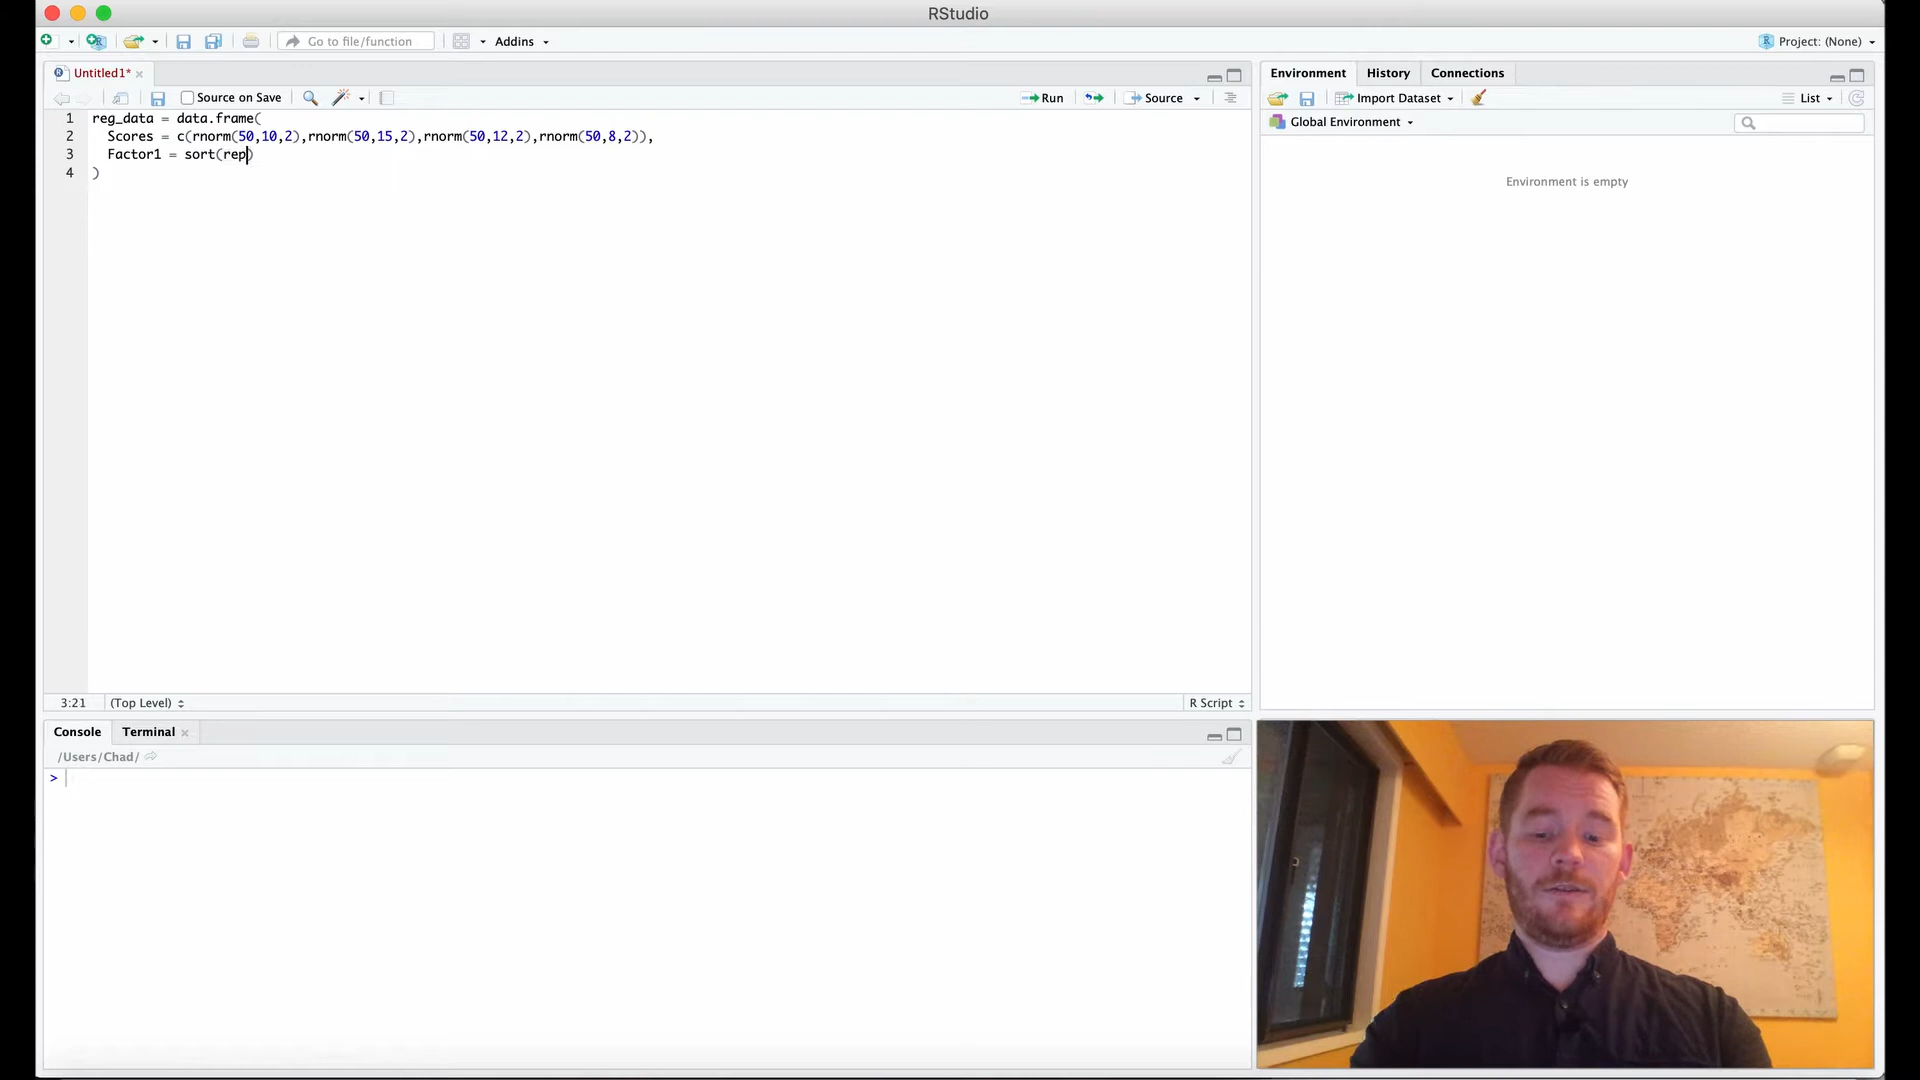 RStudio
Go to file/function
Addins
Project: (None)
Untitled1*
Source on Save
Run
Source
1 reg_data = data.frame(
2 Scores = c(rnorm(50,10,2),rnorm(50,15,2),rnorm(50,12,2),rnorm(50,8,2)),
3 Factor1 = sort(rep)
4 )
3:21
(Top Level)
R Script
Console
Terminal
/Users/Chad/
>
Environment
History
Connections
Import Dataset
List
Global Environment
Environment is empty